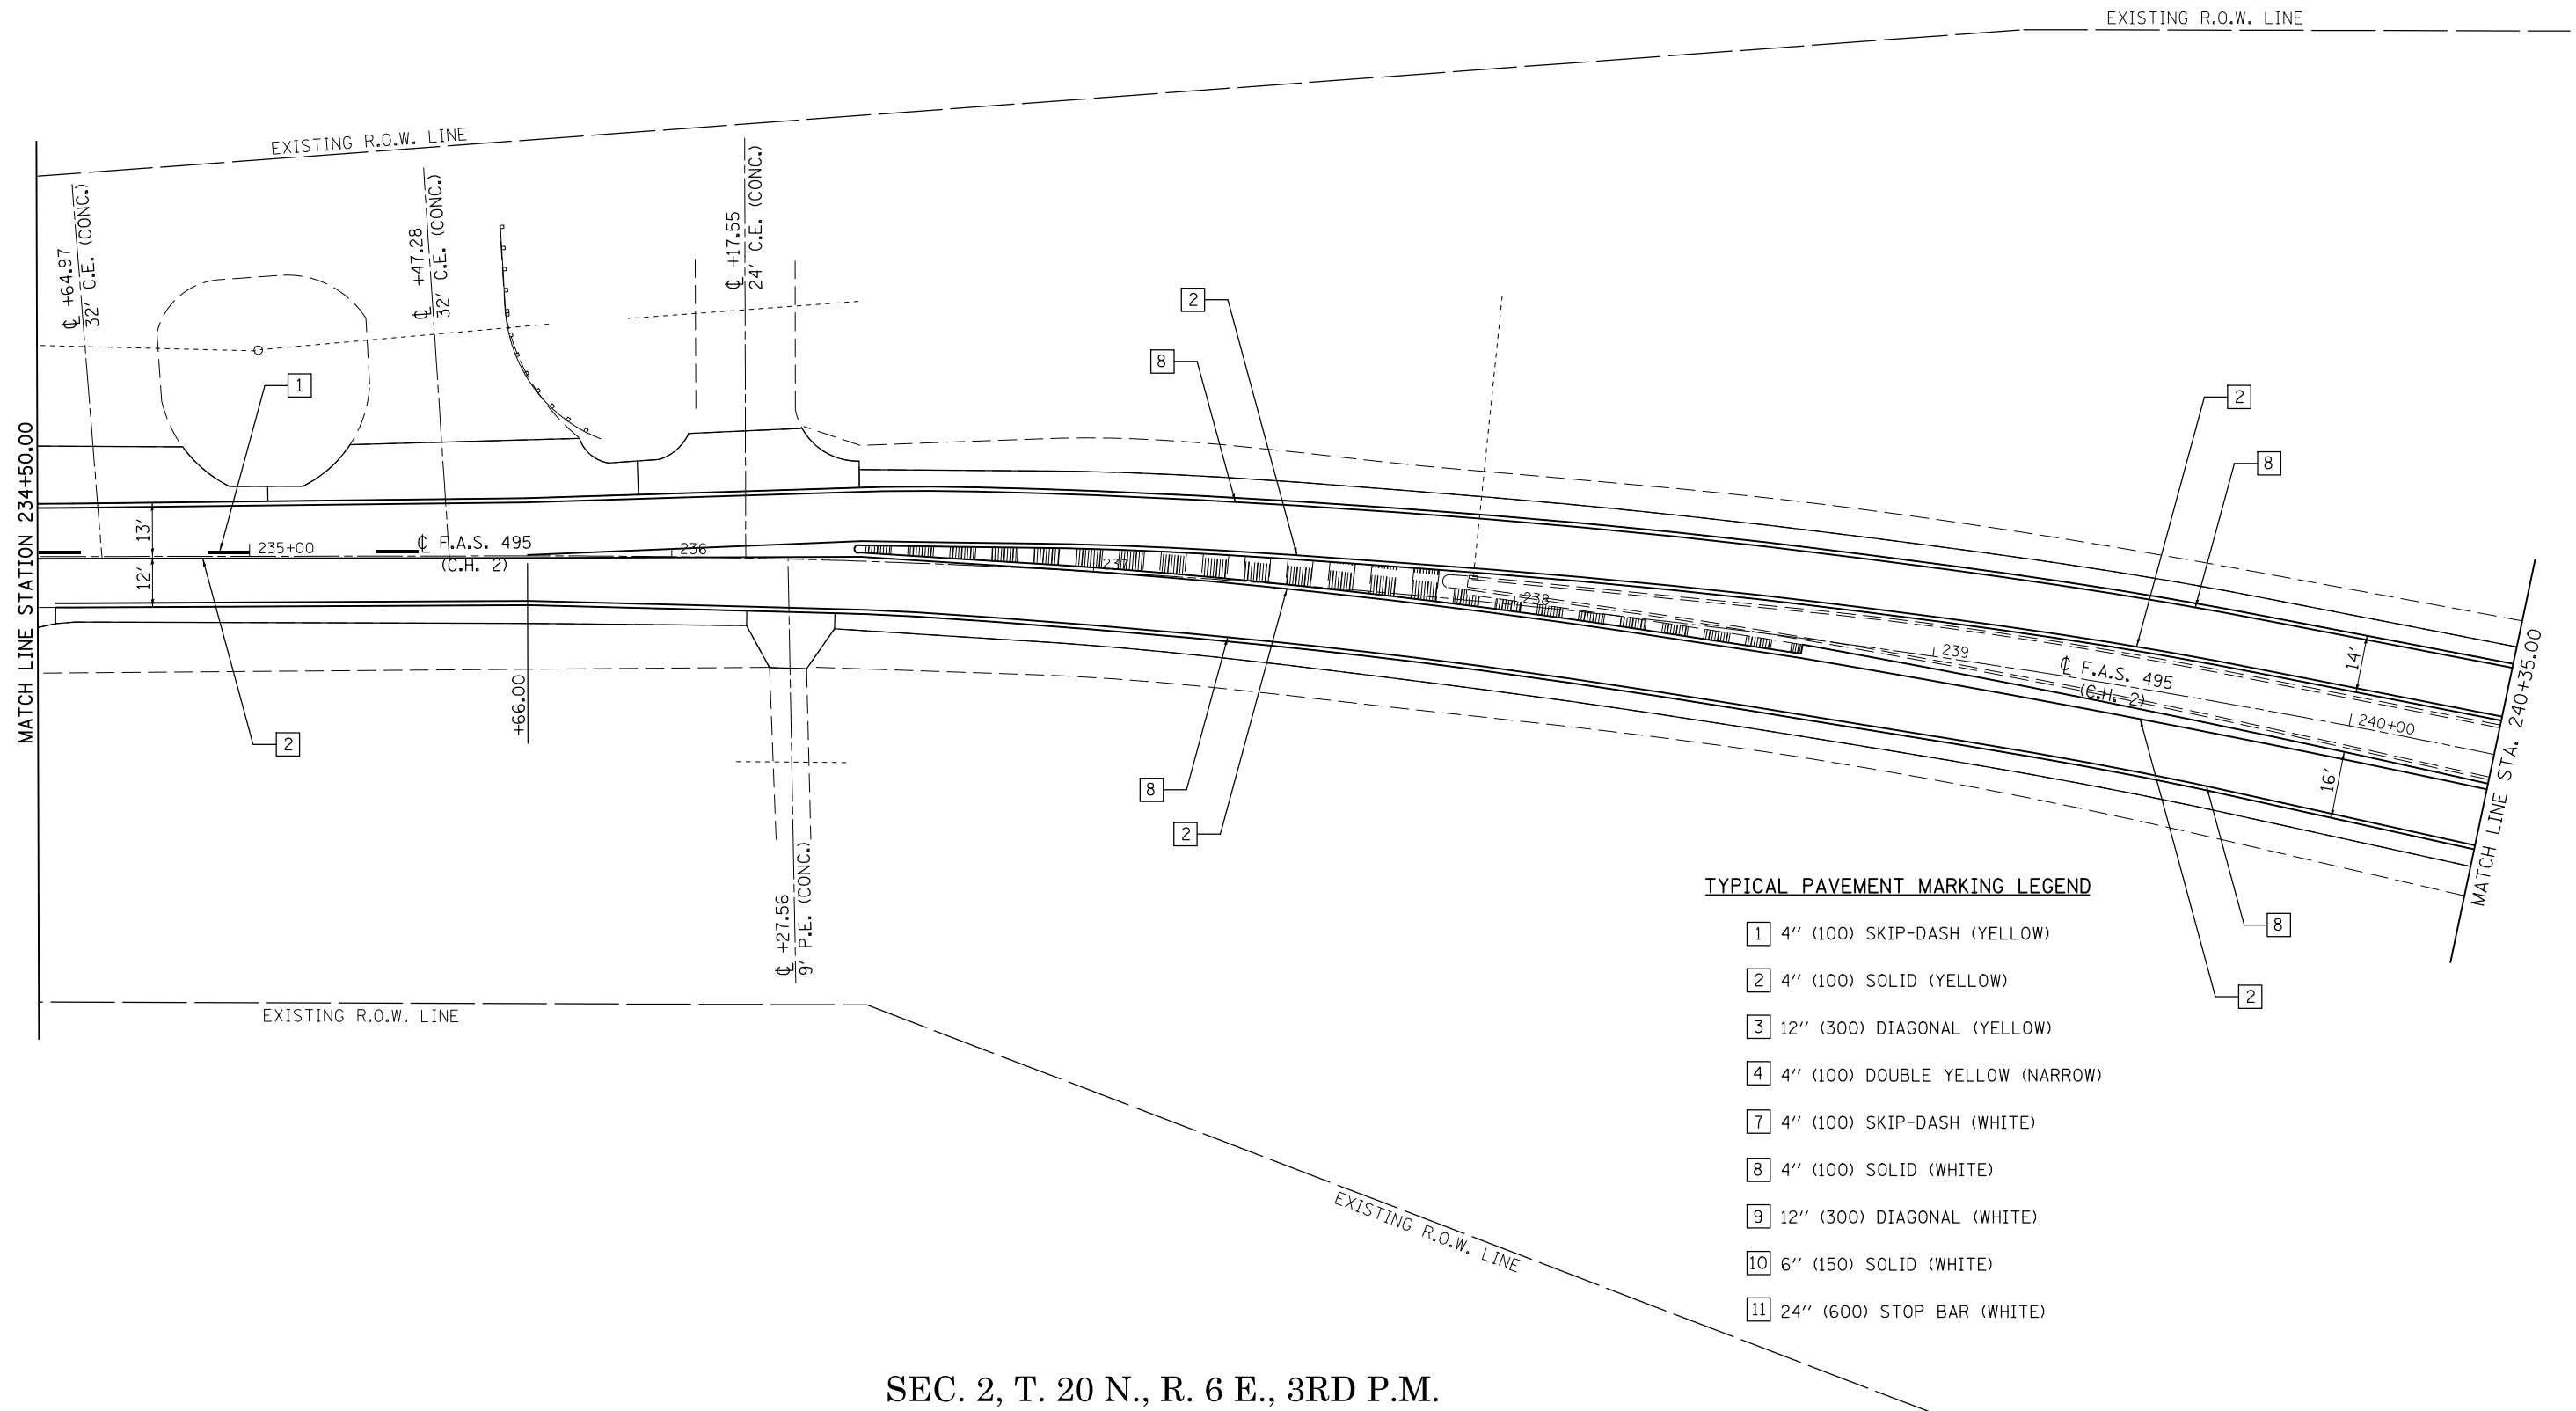 EXISTING R.O.W. LINE
EXISTING R.O.W. LINE
℄ +64.97
32' C.E. (CONC.)
℄ +47.28
32' C.E. (CONC.)
℄ +17.55
24' C.E. (CONC.)
2
8
1
2
8
MATCH LINE STATION 234+50.00
13'
12'
235+00
℄ F.A.S. 495
(C.H. 2)
236
237
238
239
℄ F.A.S. 495
(C.H. 2)
240+00
14'
16'
MATCH LINE STA. 240+35.00
+66.00
2
8
2
℄ +27.56
9' P.E. (CONC.)
8
2
EXISTING R.O.W. LINE
EXISTING R.O.W. LINE
TYPICAL PAVEMENT MARKING LEGEND
1 4'' (100) SKIP-DASH (YELLOW)
2 4'' (100) SOLID (YELLOW)
3 12'' (300) DIAGONAL (YELLOW)
4 4'' (100) DOUBLE YELLOW (NARROW)
7 4'' (100) SKIP-DASH (WHITE)
8 4'' (100) SOLID (WHITE)
9 12'' (300) DIAGONAL (WHITE)
10 6'' (150) SOLID (WHITE)
11 24'' (600) STOP BAR (WHITE)
SEC. 2, T. 20 N., R. 6 E., 3RD P.M.